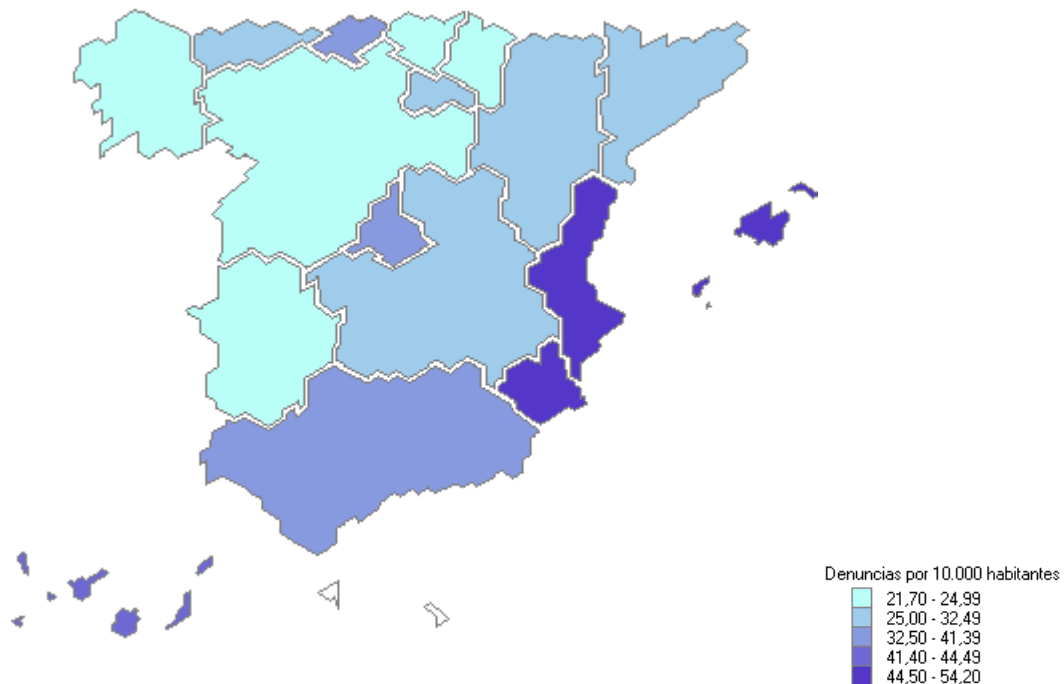 Denuncias por 10.000 habitantes
21,70 - 24,99
25,00 - 32,49
32,50 - 41,39
41,40 - 44,49
44,50 - 54,20